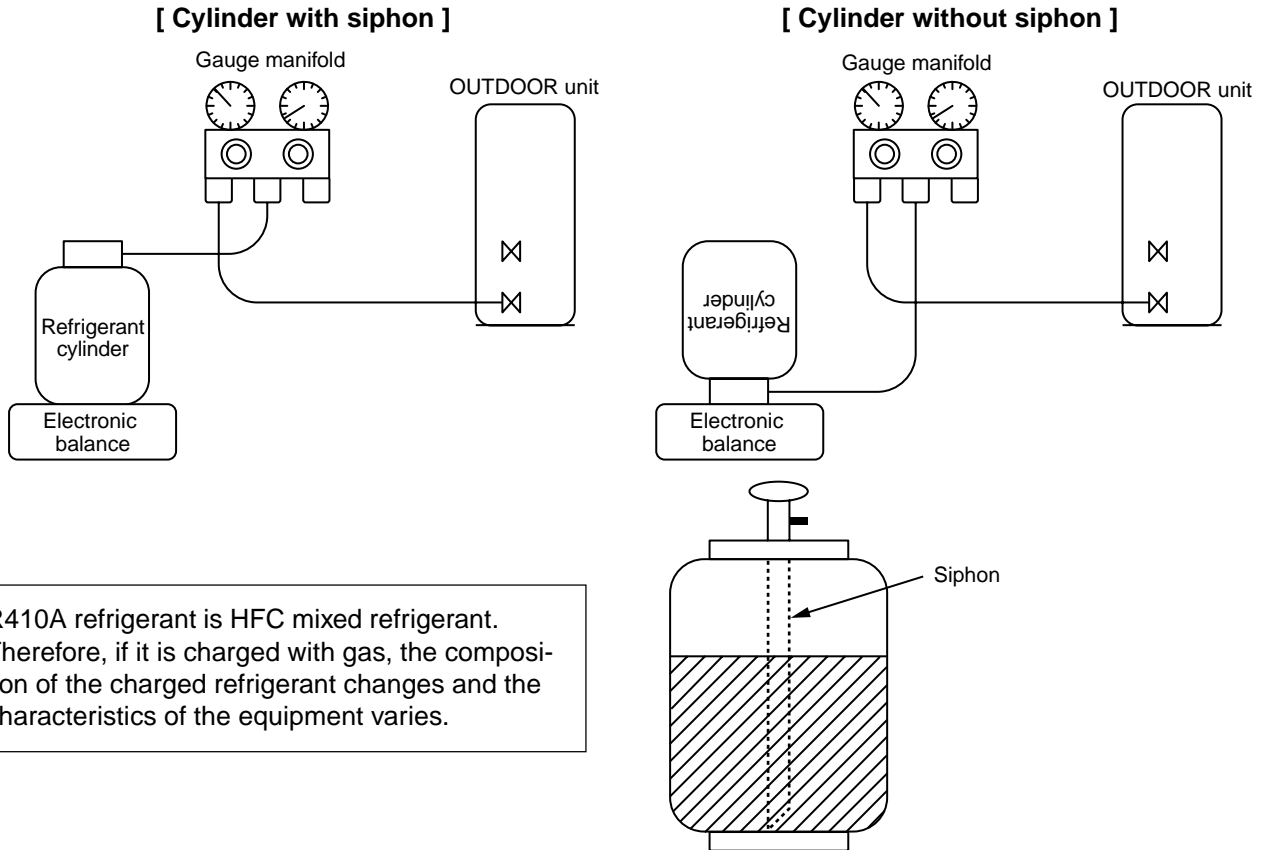 [ Cylinder with siphon ]
Gauge manifold
OUTDOOR unit
Refrigerant
cylinder
Electronic
balance
[ Cylinder without siphon ]
Gauge manifold
OUTDOOR unit
Refrigerant
cylinder
Electronic
balance
Siphon
R410A refrigerant is HFC mixed refrigerant.
Therefore, if it is charged with gas, the composi-
tion of the charged refrigerant changes and the
characteristics of the equipment varies.